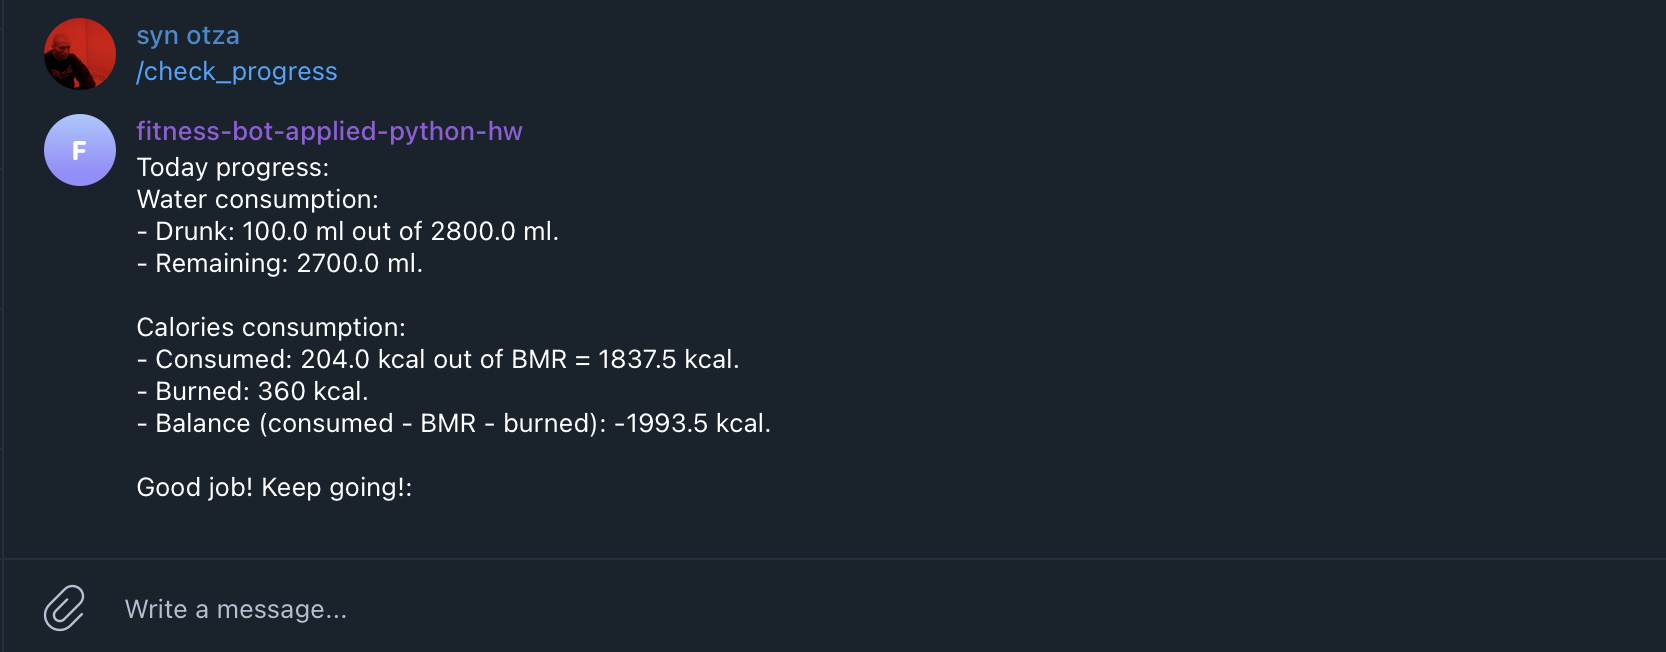 syn otza
/check_progress
F
fitness-bot-applied-python-hw
Today progress:
Water consumption:
- Drunk: 100.0 ml out of 2800.0 ml.
- Remaining: 2700.0 ml.
Calories consumption:
- Consumed: 204.0 kcal out of BMR = 1837.5 kcal.
- Burned: 360 kcal.
- Balance (consumed - BMR - burned): -1993.5 kcal.
Good job! Keep going!:
Write a message...